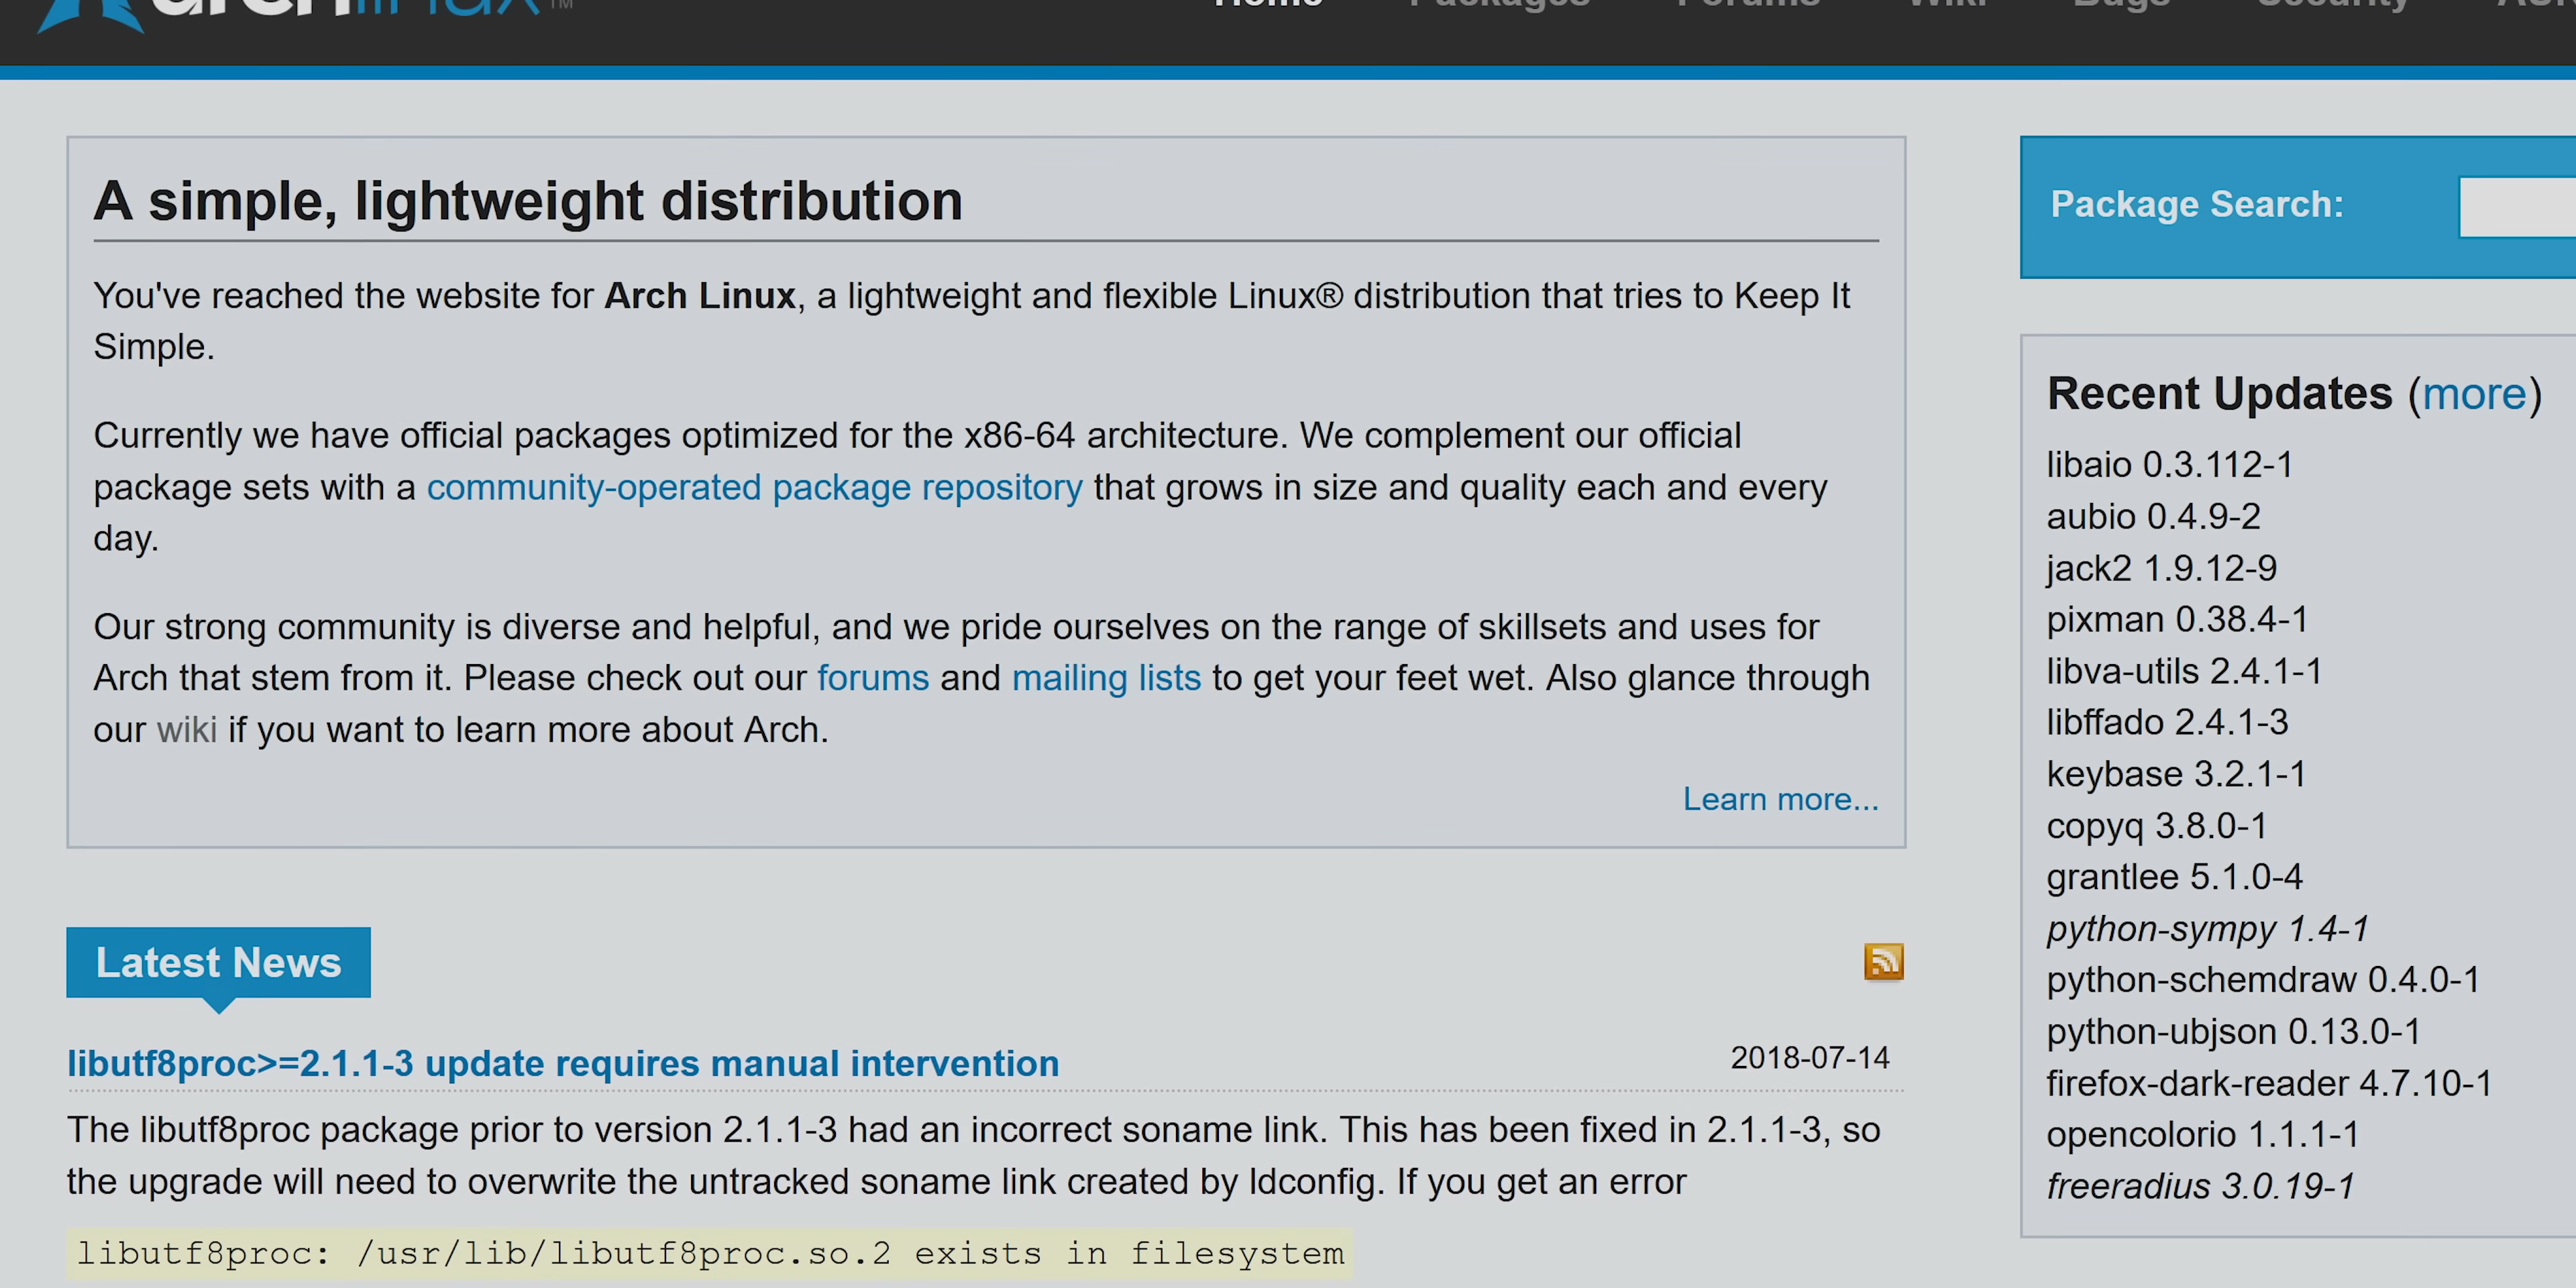 archlinux™
Home Packages Forums Wiki Bugs Security
A simple, lightweight distribution
You've reached the website for Arch Linux, a lightweight and flexible Linux® distribution that tries to Keep It
Simple.
Currently we have official packages optimized for the x86-64 architecture. We complement our official
package sets with a community-operated package repository that grows in size and quality each and every
day.
Our strong community is diverse and helpful, and we pride ourselves on the range of skillsets and uses for
Arch that stem from it. Please check out our forums and mailing lists to get your feet wet. Also glance through
our wiki if you want to learn more about Arch.
Learn more...
Latest News
libutf8proc>=2.1.1-3 update requires manual intervention
2018-07-14
The libutf8proc package prior to version 2.1.1-3 had an incorrect soname link. This has been fixed in 2.1.1-3, so
the upgrade will need to overwrite the untracked soname link created by ldconfig. If you get an error
libutf8proc: /usr/lib/libutf8proc.so.2 exists in filesystem
Package Search:
Recent Updates (more)
libaio 0.3.112-1
aubio 0.4.9-2
jack2 1.9.12-9
pixman 0.38.4-1
libva-utils 2.4.1-1
libffado 2.4.1-3
keybase 3.2.1-1
copyq 3.8.0-1
grantlee 5.1.0-4
python-sympy 1.4-1
python-schemdraw 0.4.0-1
python-ubjson 0.13.0-1
firefox-dark-reader 4.7.10-1
opencolorio 1.1.1-1
freeradius 3.0.19-1